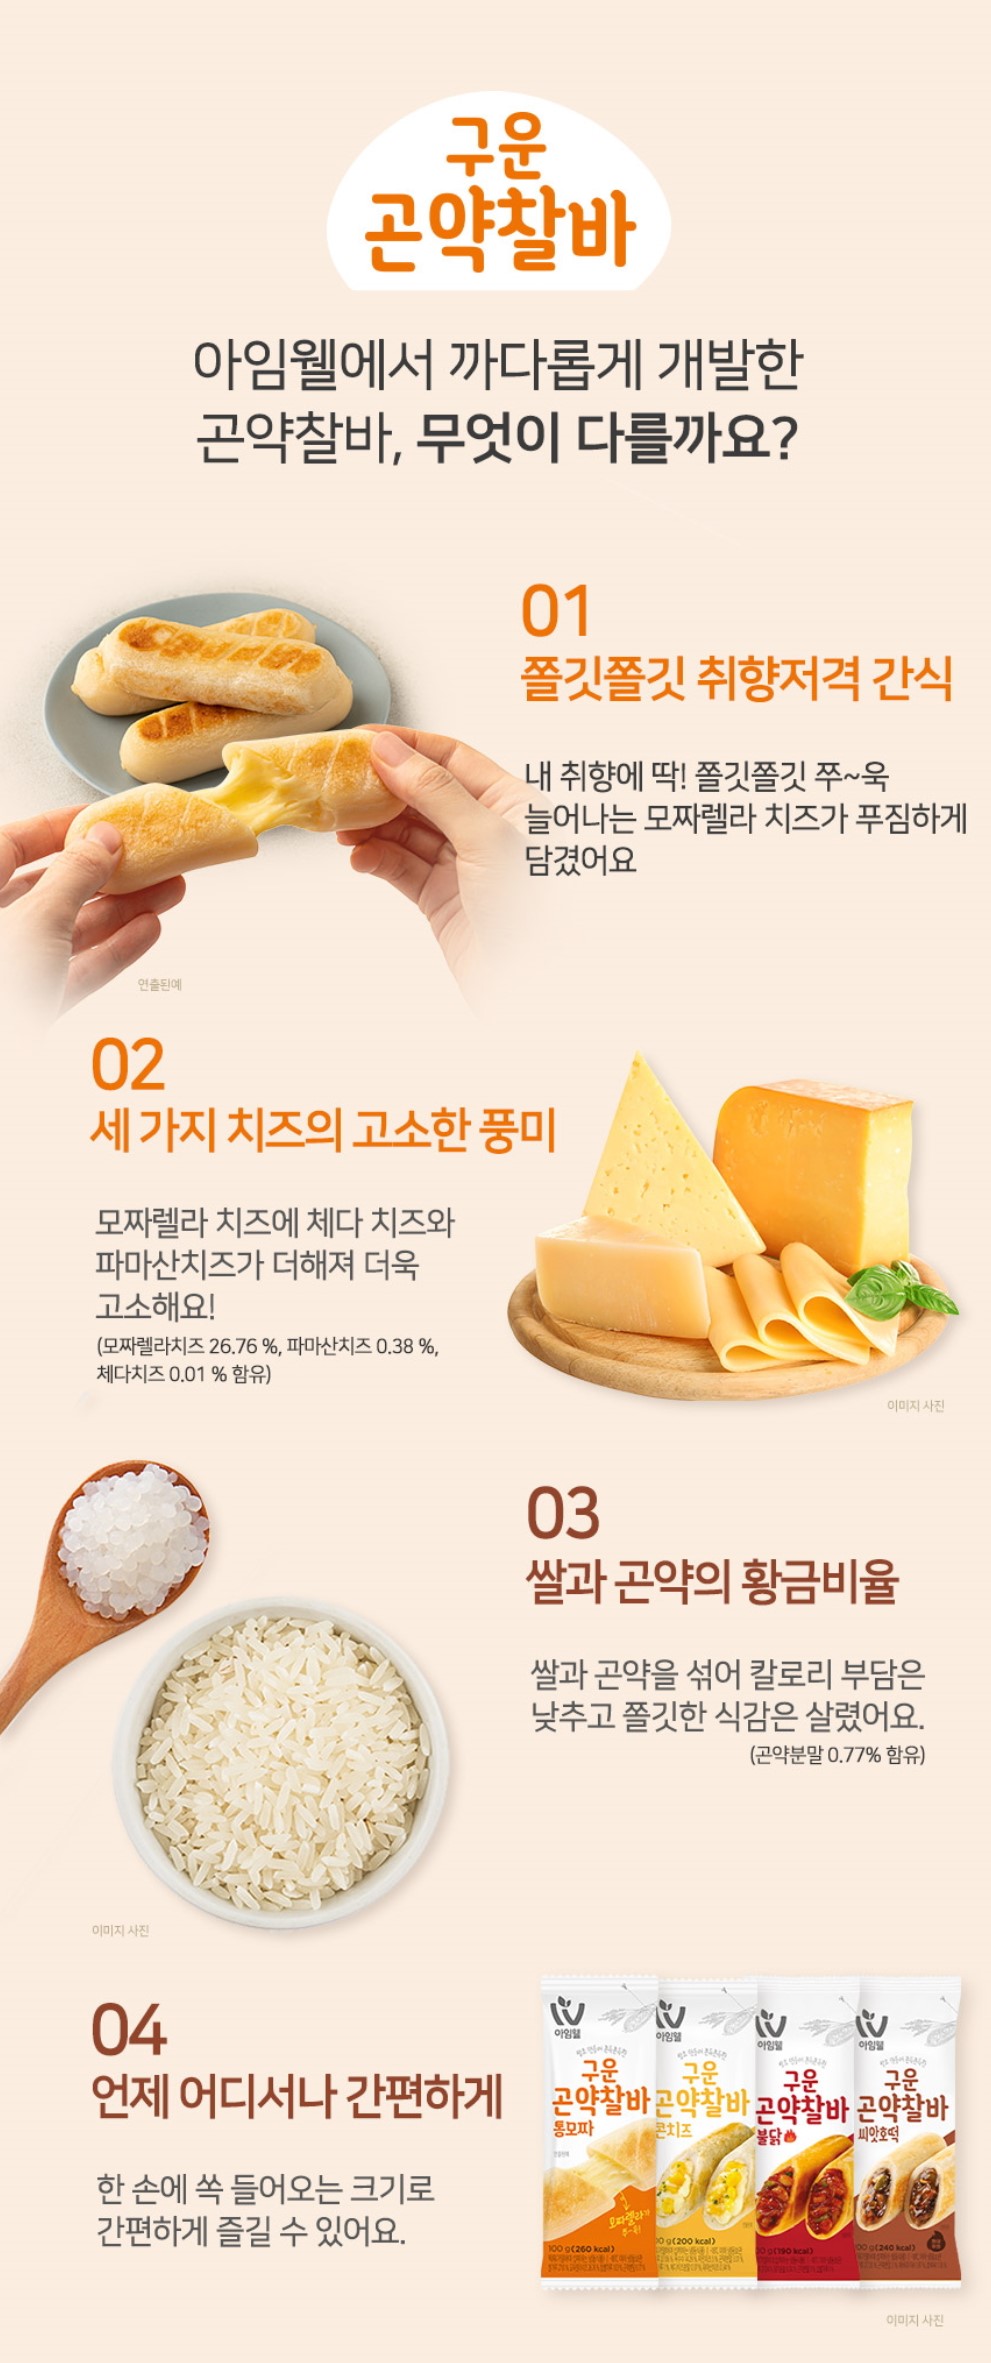 구운
곤약찰바
아임웰에서 까다롭게 개발한
곤약찰바, 무엇이 다를까요?
01
쫄깃쫄깃 취향저격 간식
내 취향에 딱! 쫄깃쫄깃 쭈~욱
늘어나는 모짜렐라 치즈가 푸짐하게
담겼어요
연출된예
02
세 가지 치즈의 고소한 풍미
모짜렐라 치즈에 체다 치즈와
파마산치즈가 더해져 더욱
고소해요!
(모짜렐라치즈 26.76 %, 파마산치즈 0.38 %,
체다치즈 0.01 % 함유)
이미지 사진
03
쌀과 곤약의 황금비율
쌀과 곤약을 섞어 칼로리 부담은
낮추고 쫄깃한 식감은 살렸어요.
(곤약분말 0.77% 함유)
이미지 사진
04
언제 어디서나 간편하게
한 손에 쏙 들어오는 크기로
간편하게 즐길 수 있어요.
아임웰
구운
곤약찰바
통모짜
모짜렐라가
쭈~욱!
100 g(260 kcal)
아임웰
구운
곤약찰바
콘치즈
(200 kcal)
아임웰
구운
곤약찰바
불닭
(190 kcal)
아임웰
구운
곤약찰바
씨앗호떡
(240 kcal)
이미지 사진